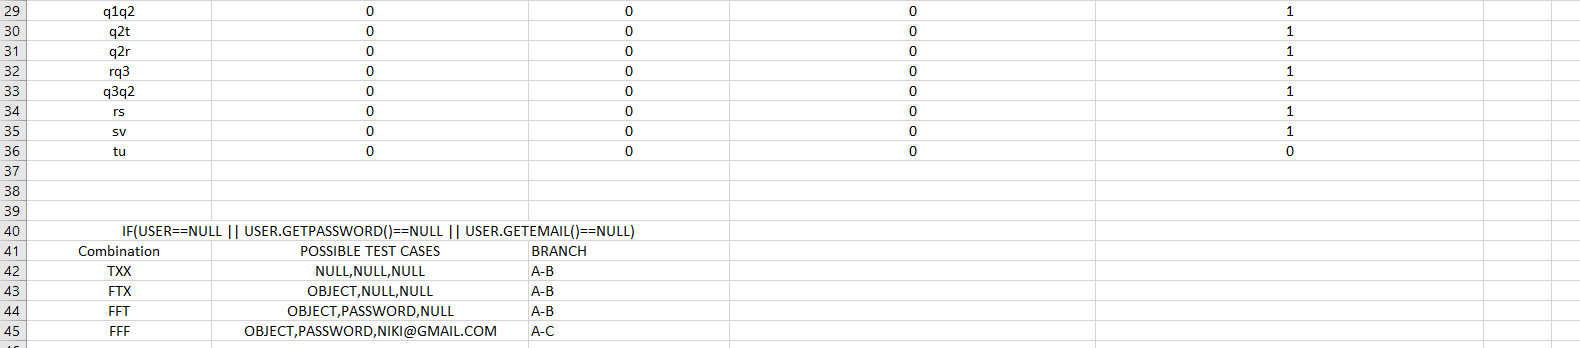 29 q1q2 0 0 0 1
30 q2t 0 0 0 1
31 q2r 0 0 0 1
32 rq3 0 0 0 1
33 q3q2 0 0 0 1
34 rs 0 0 0 1
35 sv 0 0 0 1
36 tu 0 0 0 0
37
38
39
40 IF(USER==NULL || USER.GETPASSWORD()==NULL || USER.GETEMAIL()==NULL)
41 Combination POSSIBLE TEST CASES BRANCH
42 TXX NULL,NULL,NULL A-B
43 FTX OBJECT,NULL,NULL A-B
44 FFT OBJECT,PASSWORD,NULL A-B
45 FFF OBJECT,PASSWORD,NIKI@GMAIL.COM A-C